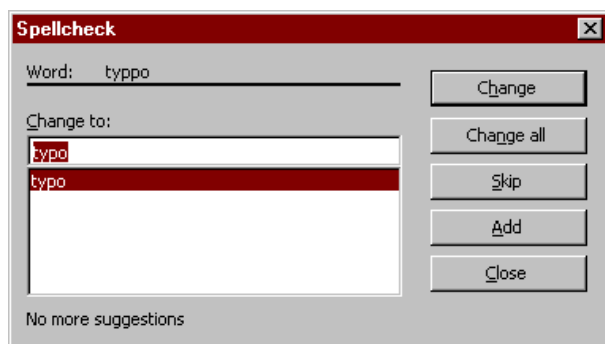 Spellcheck
Word: typpo
Change to:
typo
typo
No more suggestions
Change
Change all
Skip
Add
Close